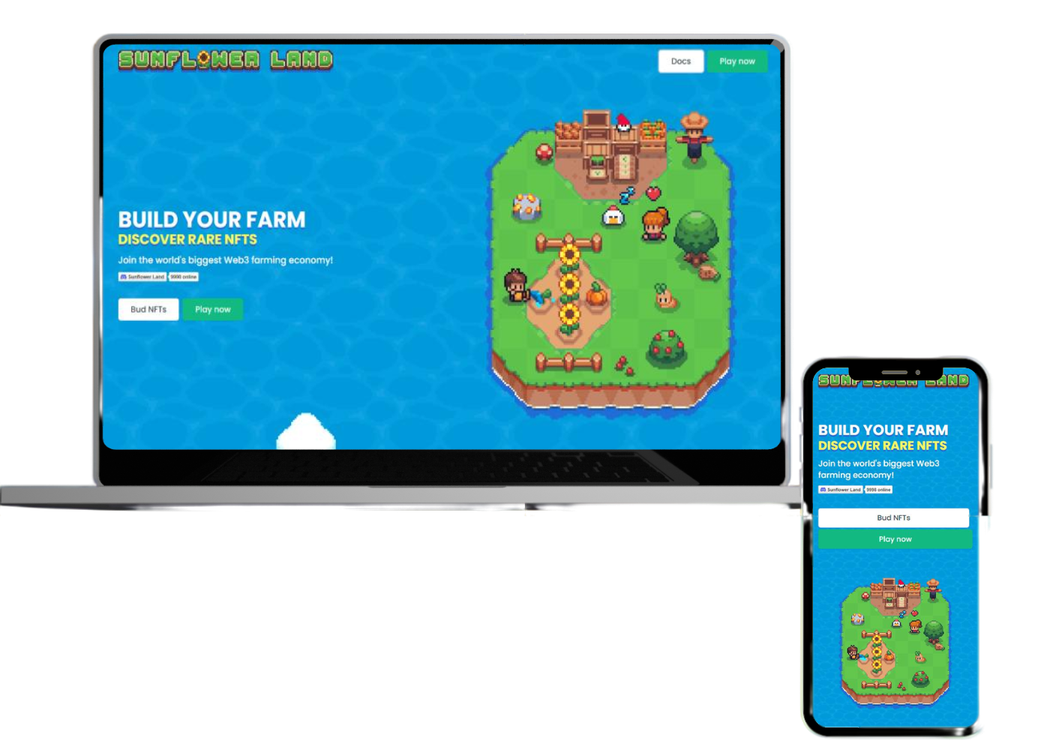 SUNFLOWER LAND
Docs
Play now
BUILD YOUR FARM
DISCOVER RARE NFTS
Join the world's biggest Web3 farming economy!
Sunflower Land 9998 online
Bud NFTs
Play now
SUNFLOWER LAND
BUILD YOUR FARM
DISCOVER RARE NFTS
Join the world's biggest Web3
farming economy!
Sunflower Land 9998 online
Bud NFTs
Play now